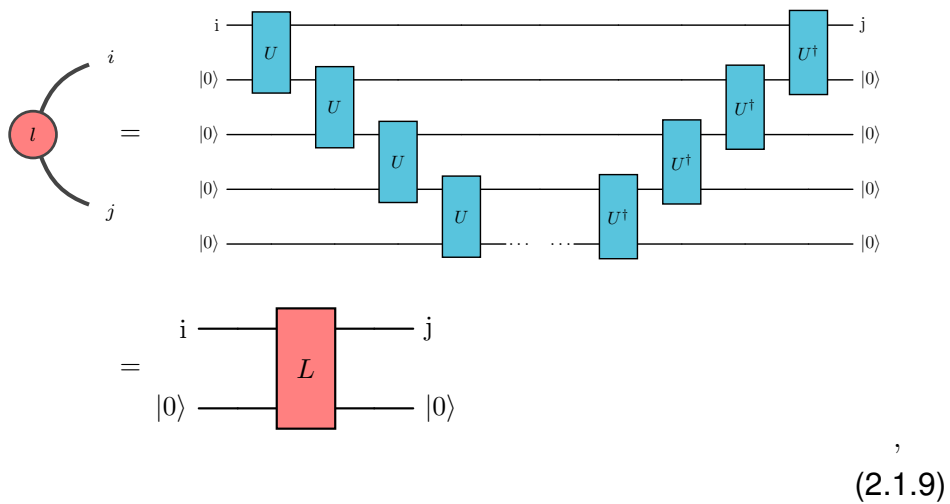 i U j
i
|0⟩ U U† U† |0⟩
l = |0⟩ U U† |0⟩
j
|0⟩ U U† |0⟩
|0⟩ ... ... |0⟩
i j
= L
|0⟩ |0⟩
,
(2.1.9)